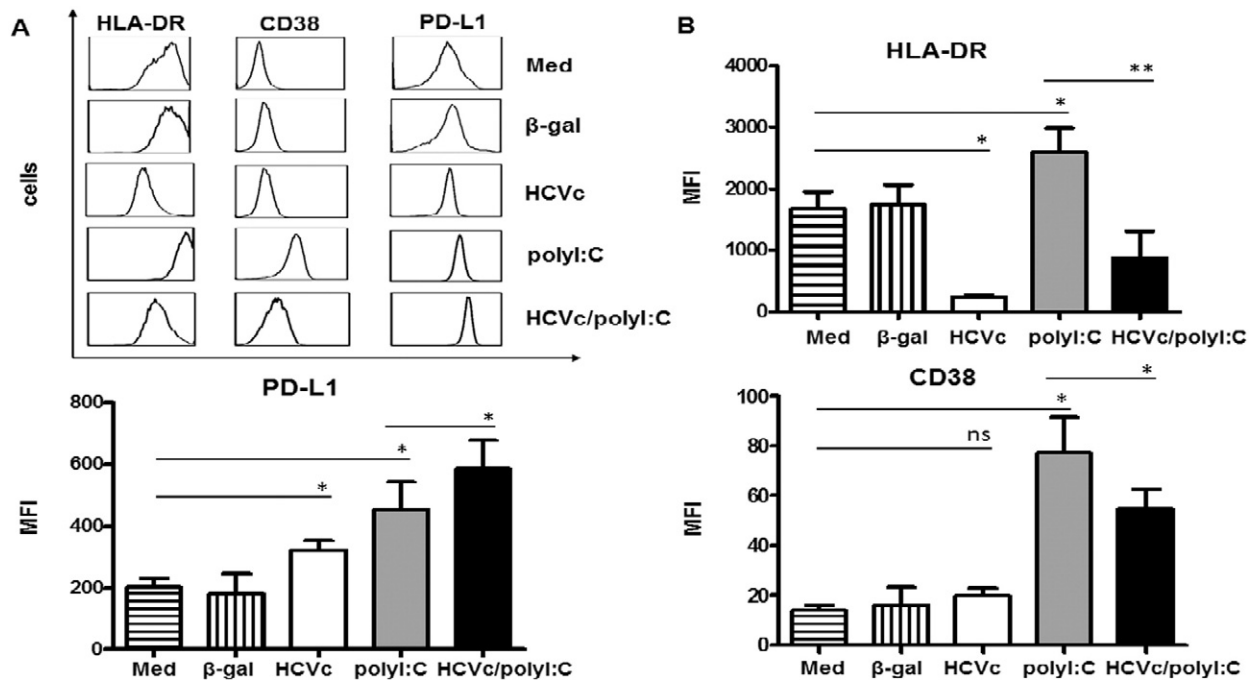 A
HLA-DR CD38 PD-L1
Med
β-gal
HCVc
polyI:C
HCVc/polyI:C
cells
PD-L1
800
600
400
200
0
MFI
*
*
*
Med β-gal HCVc polyI:C HCVc/polyI:C
B
HLA-DR
4000
3000
2000
1000
0
MFI
**
*
*
Med β-gal HCVc polyI:C HCVc/polyI:C
CD38
100
80
60
40
20
0
MFI
*
*
ns
Med β-gal HCVc polyI:C HCVc/polyI:C